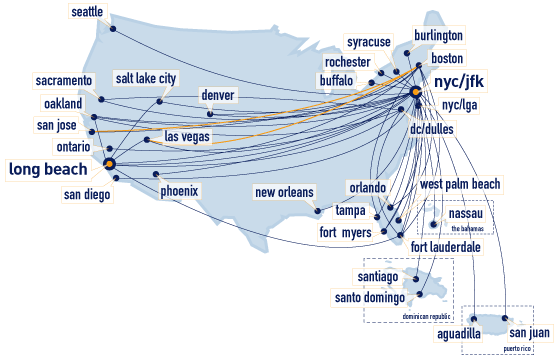 seattle
burlington
syracuse
boston
rochester
buffalo
nyc/jfk
sacramento
salt lake city
denver
oakland
nyc/lga
san jose
dc/dulles
las vegas
ontario
long beach
san diego
phoenix
new orleans
orlando
west palm beach
tampa
nassau
the bahamas
fort myers
fort lauderdale
santiago
santo domingo
dominican republic
aguadilla
san juan
puerto rico